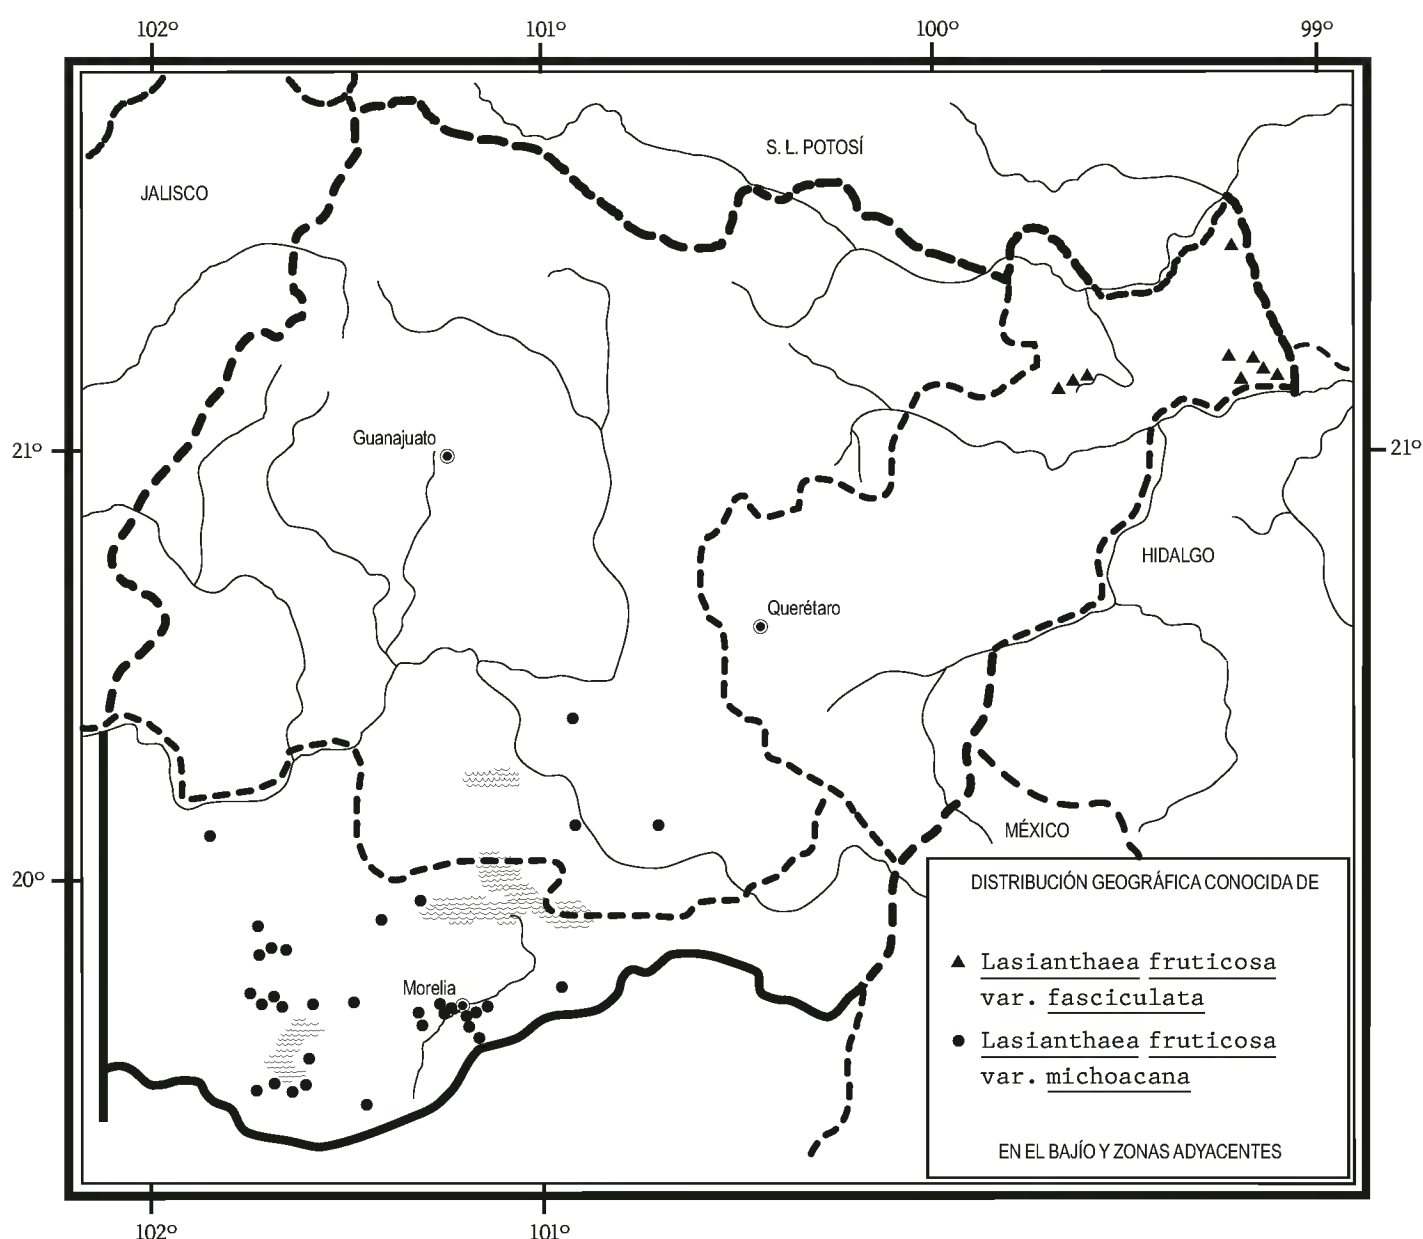 102º 101º 100º 99º
S. L. POTOSÍ
JALISCO
Guanajuato
21º 21º
HIDALGO
Querétaro
MÉXICO
20º
DISTRIBUCIÓN GEOGRÁFICA CONOCIDA DE
Lasianthaea fruticosa
var. fasciculata
Morelia
Lasianthaea fruticosa
var. michoacana
EN EL BAJÍO Y ZONAS ADYACENTES
102º 101º